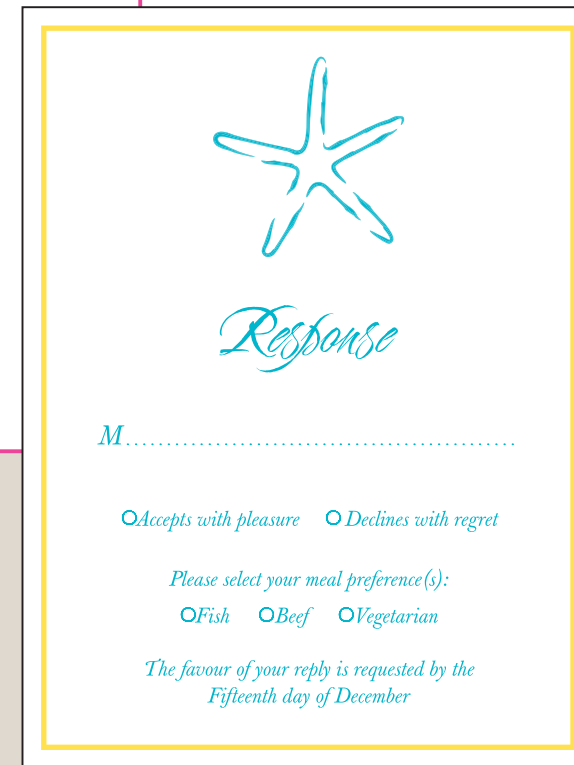 Response
M................................................
Accepts with pleasure Declines with regret
Please select your meal preference(s):
Fish Beef Vegetarian
The favour of your reply is requested by the
Fifteenth day of December